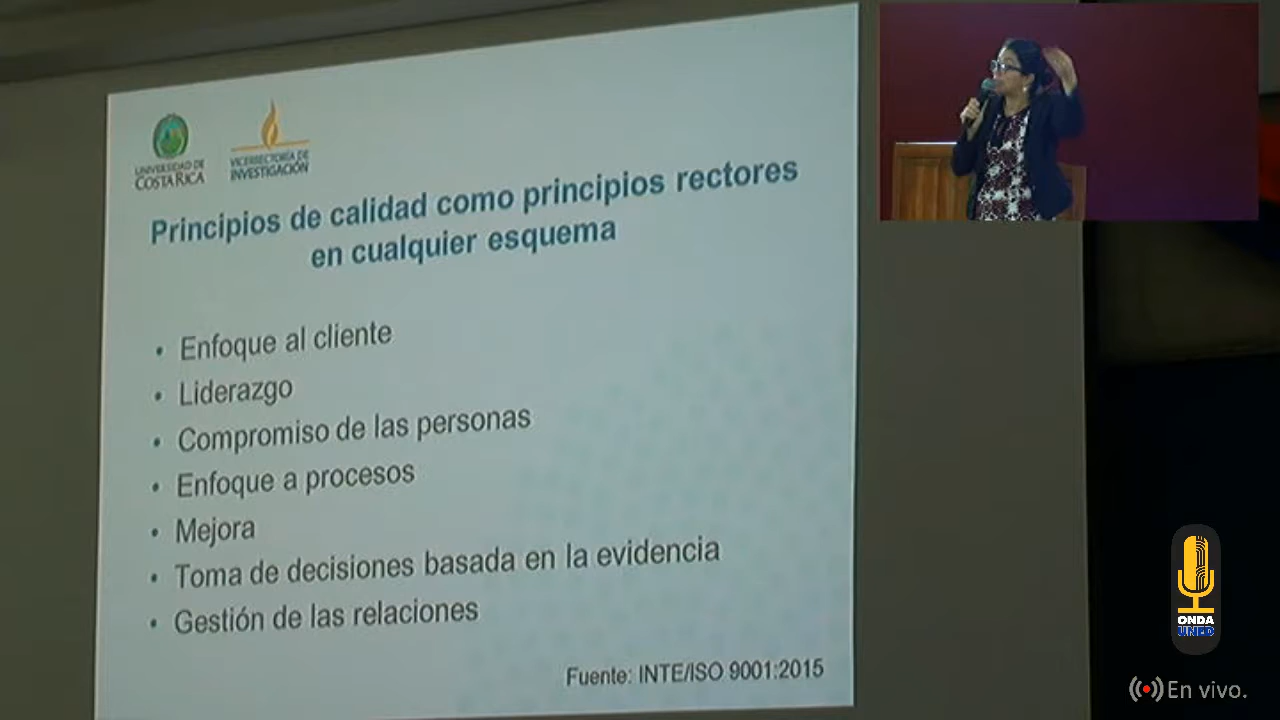 UNIVERSIDAD DE
COSTA RICA
VICERRECTORÍA DE
INVESTIGACIÓN
Principios de calidad como principios rectores
en cualquier esquema
• Enfoque al cliente
• Liderazgo
• Compromiso de las personas
• Enfoque a procesos
• Mejora
• Toma de decisiones basada en la evidencia
• Gestión de las relaciones
Fuente: INTE/ISO 9001:2015
ONDA
UNED
En vivo.